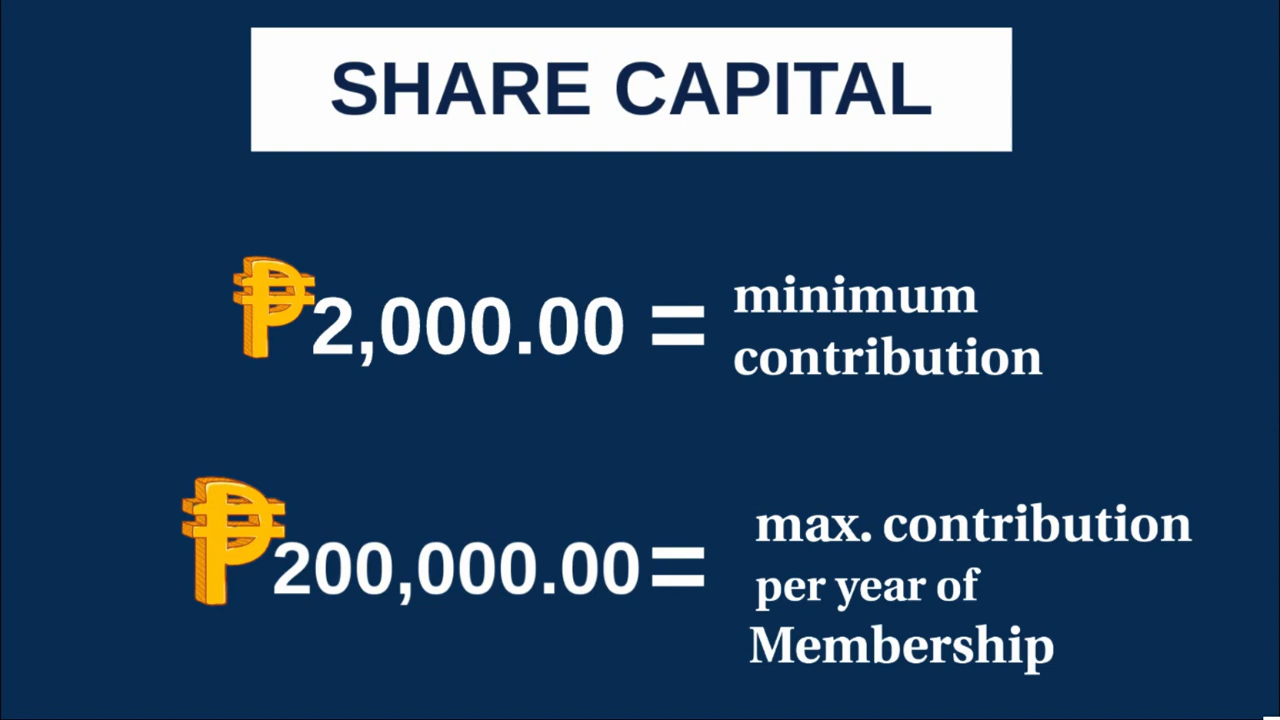 SHARE CAPITAL
₱2,000.00 = minimum
contribution
₱200,000.00 = max. contribution
per year of
Membership